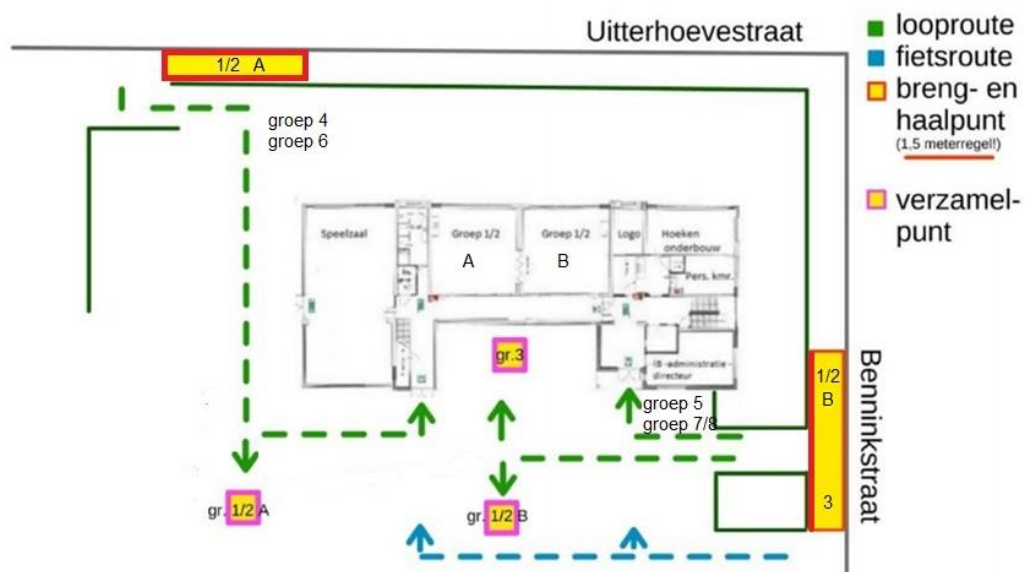 Uitterhoevestraat
looproute
fietsroute
breng- en
haalpunt
(1,5 meterregel!)
verzamel-
punt
1/2 A
groep 4
groep 6
Speelzaal
Groep 1/2
A
Groep 1/2
B
Logo
Hoeken
onderbouw
Pers. kmr.
IB -administratie -
directeur
gr.3
groep 5
groep 7/8
1/2
B
3
Benninkstraat
gr. 1/2 A
gr. 1/2 B